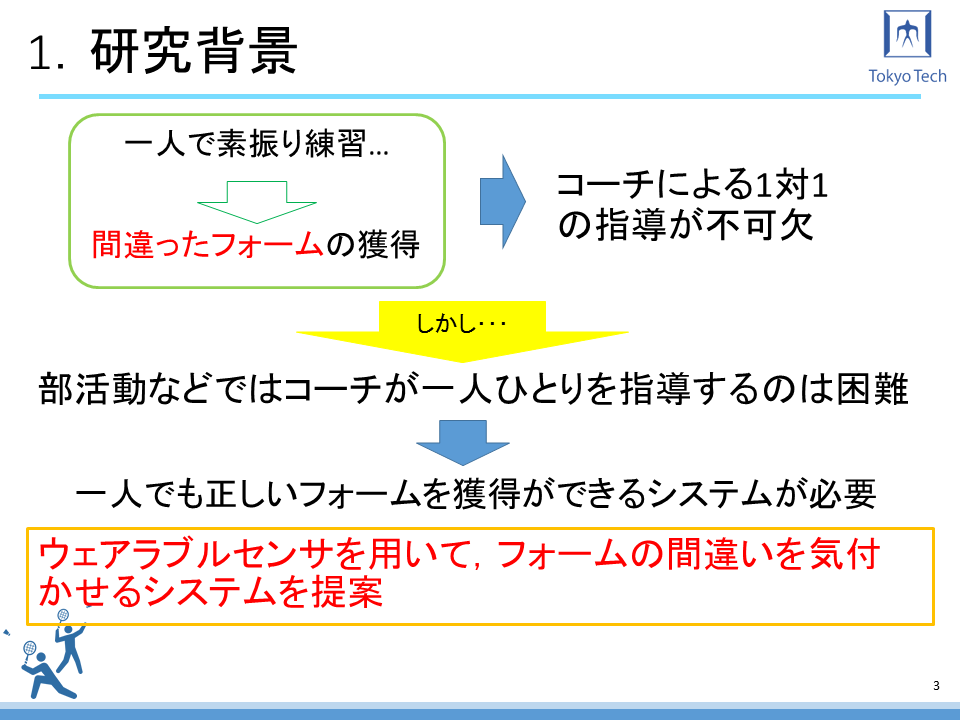 1. 研究背景
Tokyo Tech
一人で素振り練習…
間違ったフォームの獲得
コーチによる1対1
の指導が不可欠
しかし･･･
部活動などではコーチが一人ひとりを指導するのは困難
一人でも正しいフォームを獲得ができるシステムが必要
ウェアラブルセンサを用いて，フォームの間違いを気付
かせるシステムを提案
3